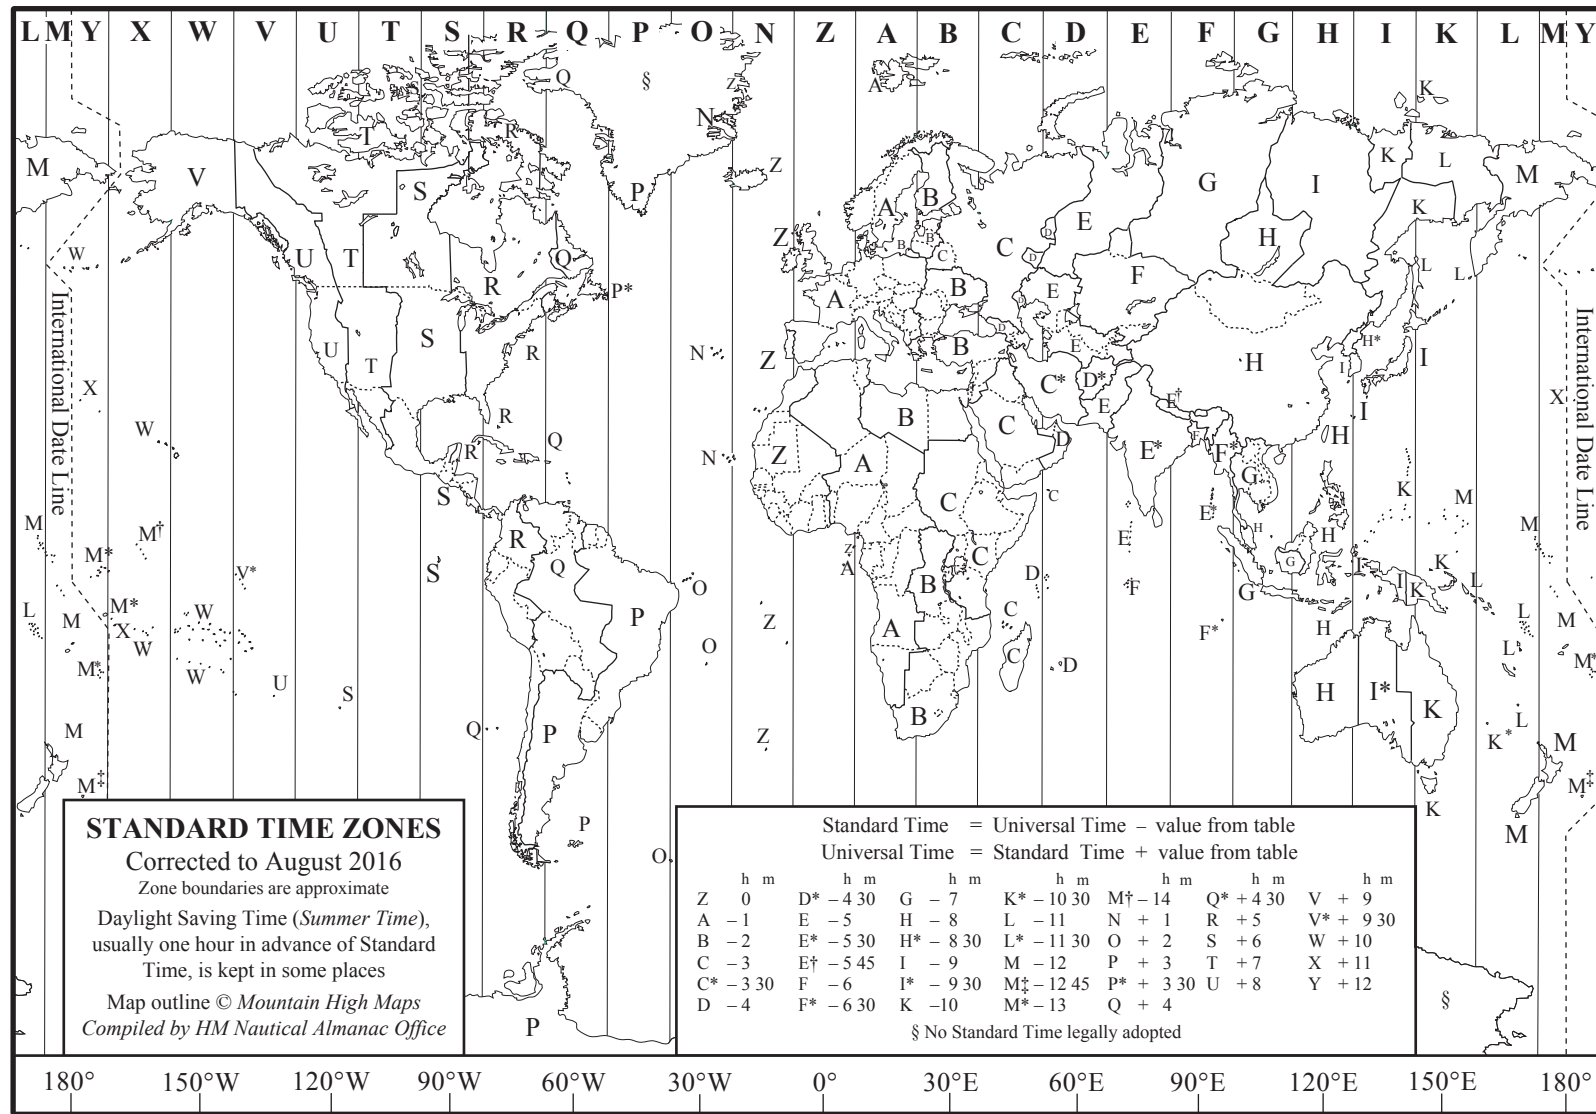 L M Y X W V U T S R Q P O N Z A B C D E F G H I K L M Y
Q § Z N A K
T R
M V S P Z A B G I K L M
W U T Q Z A B C D E H K L
R P* B F
International Date Line
International Date Line
U T S R N Z A B C* D* E H H* I
X W R Q N Z A B C D E E* E† F F* G H I K X
S R Q P O Z A B C D E E* F F* G H I K L M
M M† M* V* W X L
M* W U S Q P O Z A B C D H I* K L M*
M M‡ K* L M M‡
P O K M
STANDARD TIME ZONES
Corrected to August 2016
Zone boundaries are approximate
Daylight Saving Time (Summer Time),
usually one hour in advance of Standard
Time, is kept in some places
Map outline © Mountain High Maps
Compiled by HM Nautical Almanac Office
P
Standard Time = Universal Time – value from table
Universal Time = Standard Time + value from table
h m h m h m h m h m h m h m
Z 0 D* – 4 30 G – 7 K* – 10 30 M† – 14 Q* + 4 30 V + 9
A – 1 E – 5 H – 8 L – 11 N + 1 R + 5 V* + 9 30
B – 2 E* – 5 30 H* – 8 30 L* – 11 30 O + 2 S + 6 W + 10
C – 3 E† – 5 45 I – 9 M – 12 P + 3 T + 7 X + 11
C* – 3 30 F – 6 I* – 9 30 M‡ – 12 45 P* + 3 30 U + 8 Y + 12
D – 4 F* – 6 30 K –10 M* – 13 Q + 4
§ No Standard Time legally adopted
§
180° 150°W 120°W 90°W 60°W 30°W 0° 30°E 60°E 90°E 120°E 150°E 180°